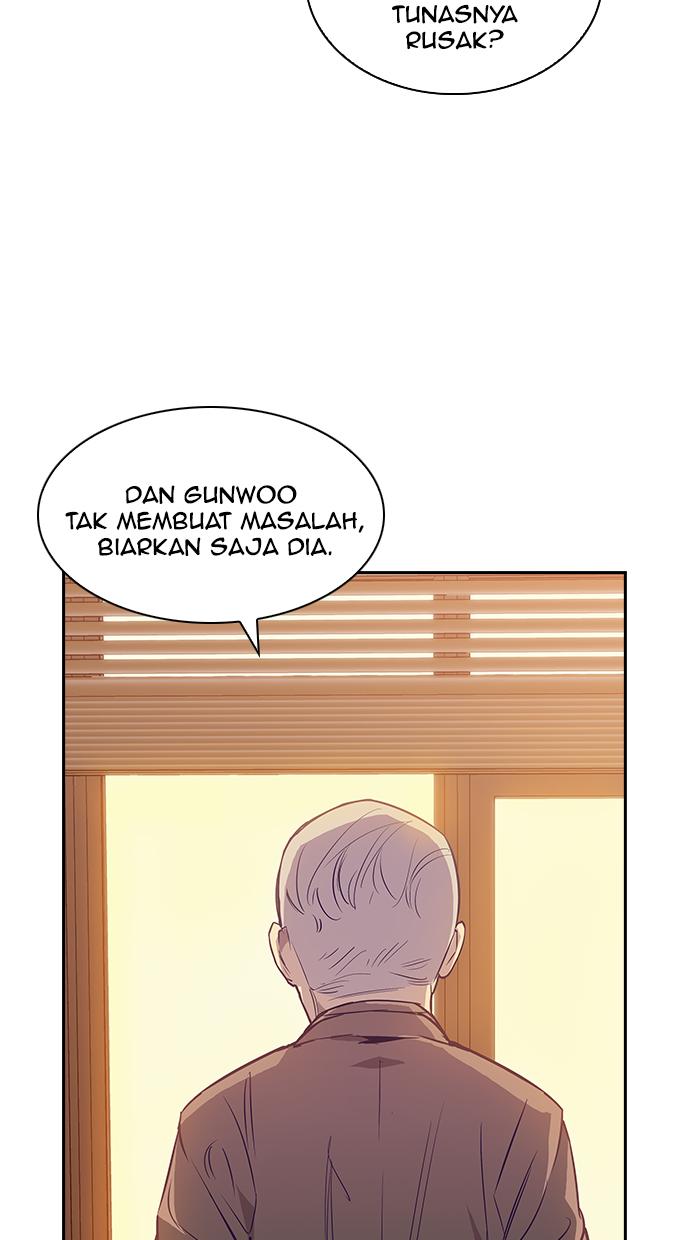 TUNASNYA
RUSAK?
DAN GUNWOO
TAK MEMBUAT MASALAH,
BIARKAN SAJA DIA.